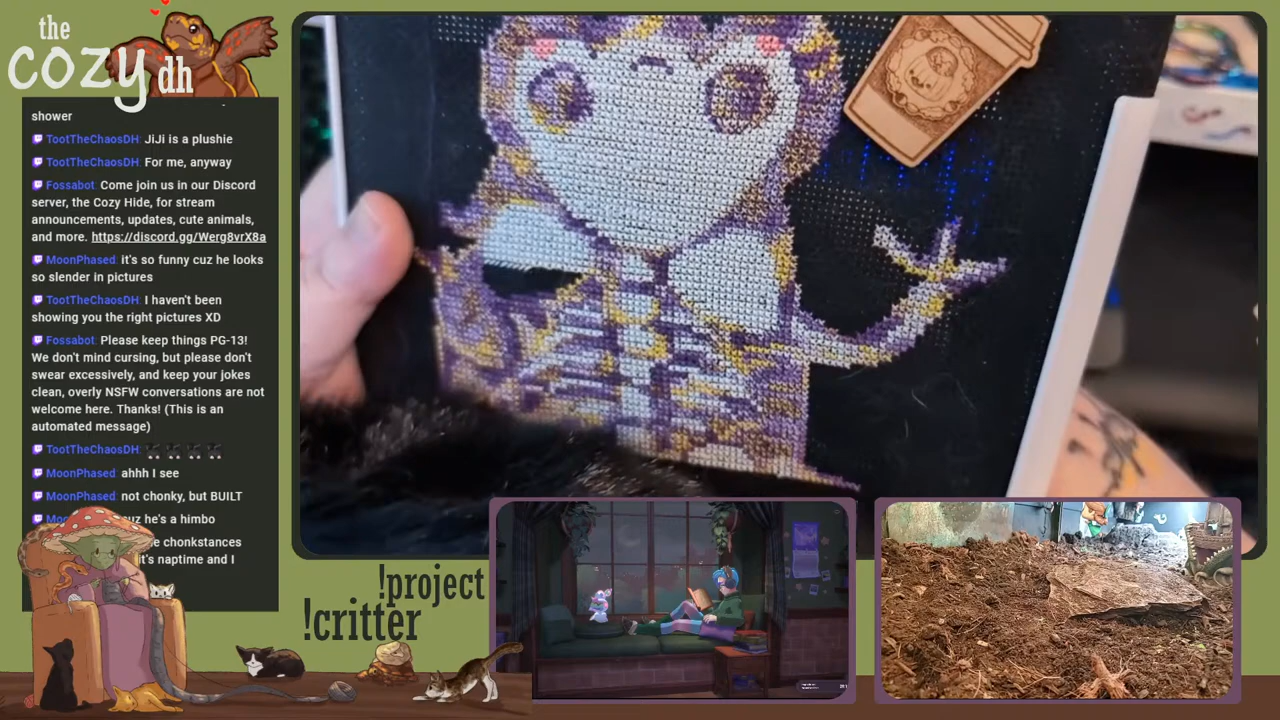 the
cozy dh
shower
TootTheChaosDH: JiJi is a plushie
TootTheChaosDH: For me, anyway
Fossabot: Come join us in our Discord
server, the Cozy Hide, for stream
announcements, updates, cute animals,
and more. https://discord.gg/Werg8vrX8a
MoonPhased: it's so funny cuz he looks
so slender in pictures
TootTheChaosDH: I haven't been
showing you the right pictures XD
Fossabot: Please keep things PG-13!
We don't mind cursing, but please don't
swear excessively, and keep your jokes
clean, overly NSFW conversations are not
welcome here. Thanks! (This is an
automated message)
TootTheChaosDH:
MoonPhased: ahhh I see
MoonPhased: not chonky, but BUILT
cuz he's a himbo
chonkstances
it's naptime and I
!project
!critter